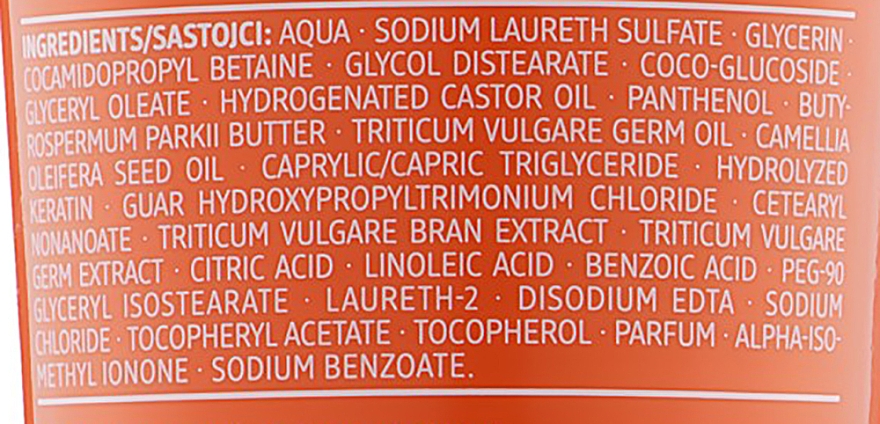 INGREDIENTS/SASTOJCI: AQUA · SODIUM LAURETH SULFATE · GLYCERIN ·
COCAMIDOPROPYL BETAINE · GLYCOL DISTEARATE · COCO-GLUCOSIDE ·
GLYCERYL OLEATE · HYDROGENATED CASTOR OIL · PANTHENOL · BUTY-
ROSPERMUM PARKII BUTTER · TRITICUM VULGARE GERM OIL · CAMELLIA
OLEIFERA SEED OIL · CAPRYLIC/CAPRIC TRIGLYCERIDE · HYDROLYZED
KERATIN · GUAR HYDROXYPROPYLTRIMONIUM CHLORIDE · CETEARYL
NONANOATE · TRITICUM VULGARE BRAN EXTRACT · TRITICUM VULGARE
GERM EXTRACT · CITRIC ACID · LINOLEIC ACID · BENZOIC ACID · PEG-90
GLYCERYL ISOSTEARATE · LAURETH-2 · DISODIUM EDTA · SODIUM
CHLORIDE · TOCOPHERYL ACETATE · TOCOPHEROL · PARFUM · ALPHA-ISO-
METHYL IONONE · SODIUM BENZOATE.